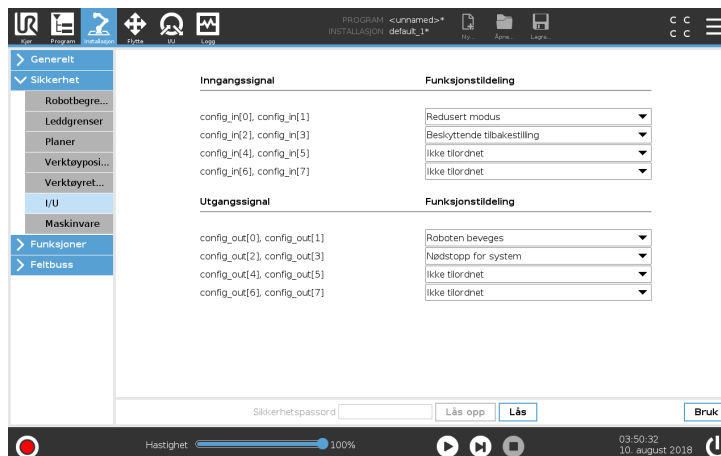 UR
PROGRAM <unnamed>*
INSTALLASJON default_1*
C C
C C
Kjør Program Installasjon Flytte I/U Logg Ny... Åpne... Lagre...
Generelt
Sikkerhet
Robotbegre...
Leddgrenser
Planer
Verktøyposi...
Verktøyret...
I/U
Maskinvare
Funksjoner
Feltbuss
Inngangssignal Funksjonstildeling
config_in[0], config_in[1] Redusert modus
config_in[2], config_in[3] Beskyttende tilbakestilling
config_in[4], config_in[5] Ikke tilordnet
config_in[6], config_in[7] Ikke tilordnet
Utgangssignal Funksjonstildeling
config_out[0], config_out[1] Roboten beveges
config_out[2], config_out[3] Nødstopp for system
config_out[4], config_out[5] Ikke tilordnet
config_out[6], config_out[7] Ikke tilordnet
Sikkerhetspassord Lås opp Lås Bruk
Hastighet 100%
03:50:32
10. august 2018